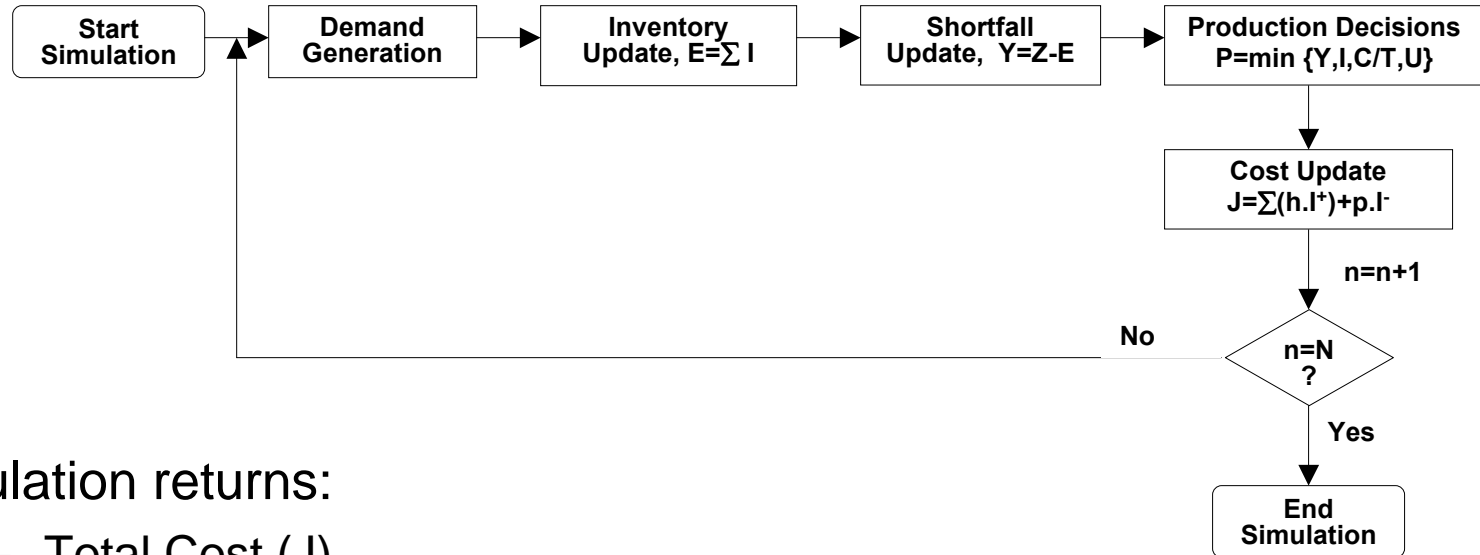 Start
Simulation
Demand
Generation
Inventory
Update, E=∑ I
Shortfall
Update, Y=Z-E
Production Decisions
P=min {Y,I,C/T,U}
Cost Update
J=∑(h.I⁺)+p.I⁻
n=n+1
No
n=N
?
Yes
End
Simulation
ulation returns:
Total Cost (J)